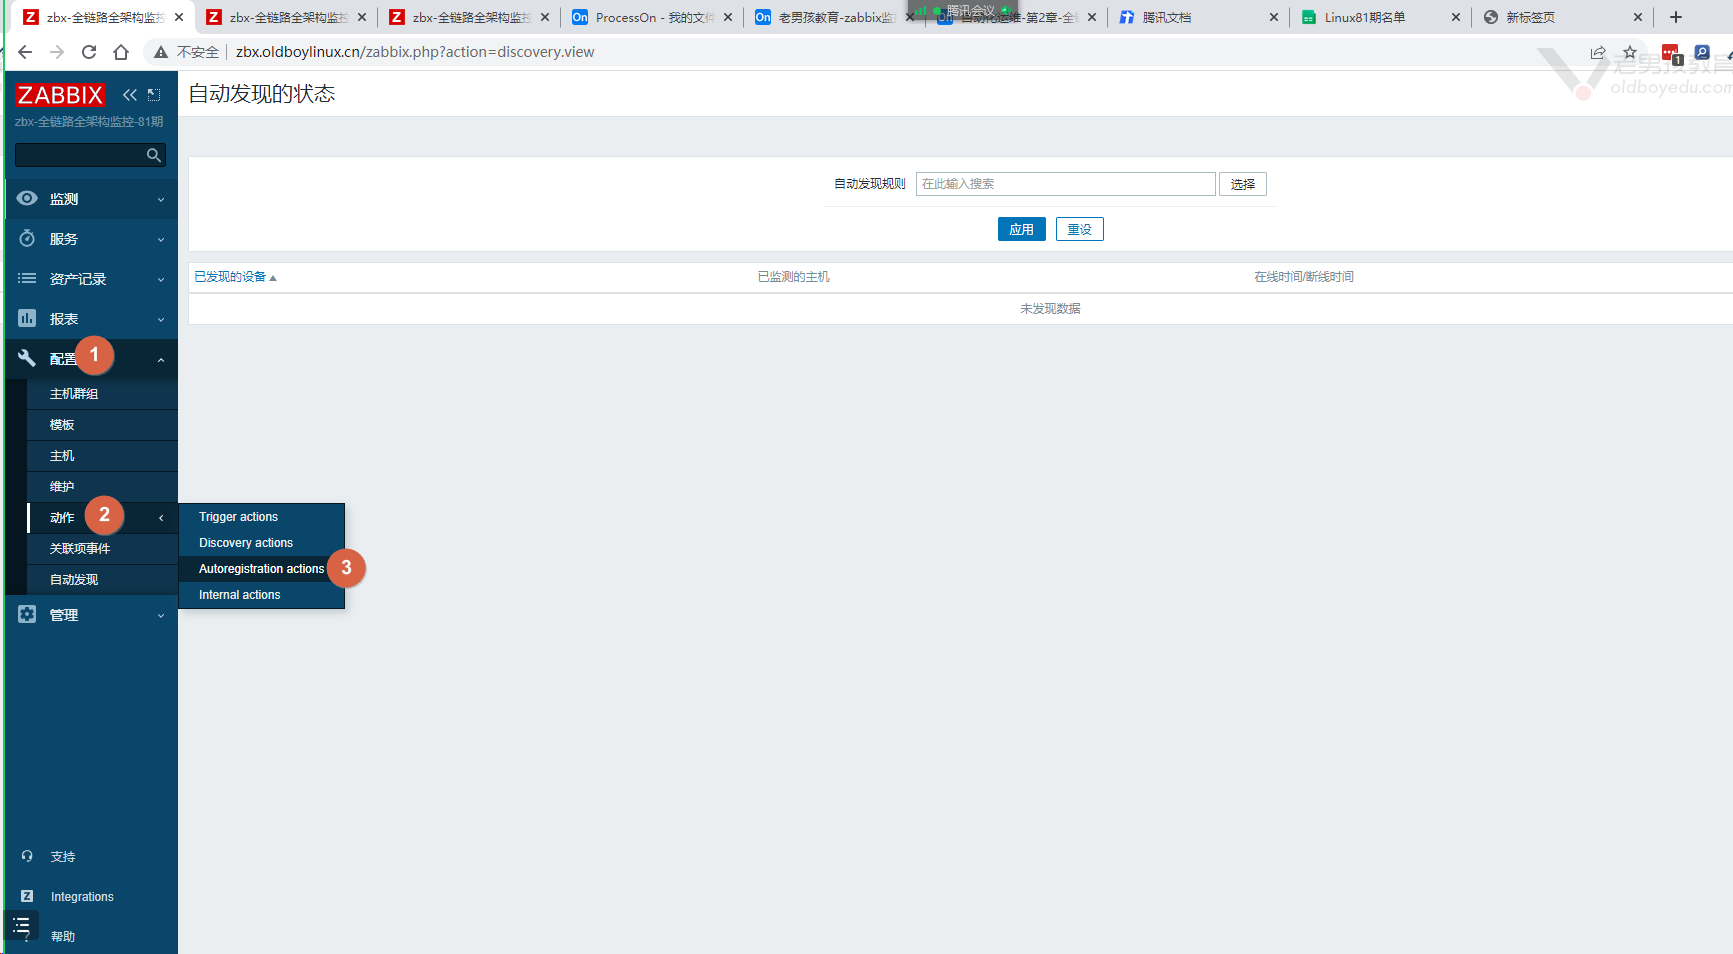 zbx-全链路全架构监控
zbx-全链路全架构监控
zbx-全链路全架构监控
ProcessOn - 我的文件
老男孩教育-zabbix监
自动化运维-第2章-全
腾讯会议
腾讯文档
Linux81期名单
新标签页
不安全
zbx.oldboylinux.cn/zabbix.php?action=discovery.view
老男孩教育
oldboyedu.com
ZABBIX
zbx-全链路全架构监控-81期
监测
服务
资产记录
报表
配置
1
主机群组
模板
主机
维护
动作
2
关联项事件
自动发现
管理
支持
Integrations
帮助
Trigger actions
Discovery actions
Autoregistration actions
3
Internal actions
自动发现的状态
自动发现规则
在此输入搜索
选择
应用
重设
已发现的设备
已监测的主机
在线时间/断线时间
未发现数据